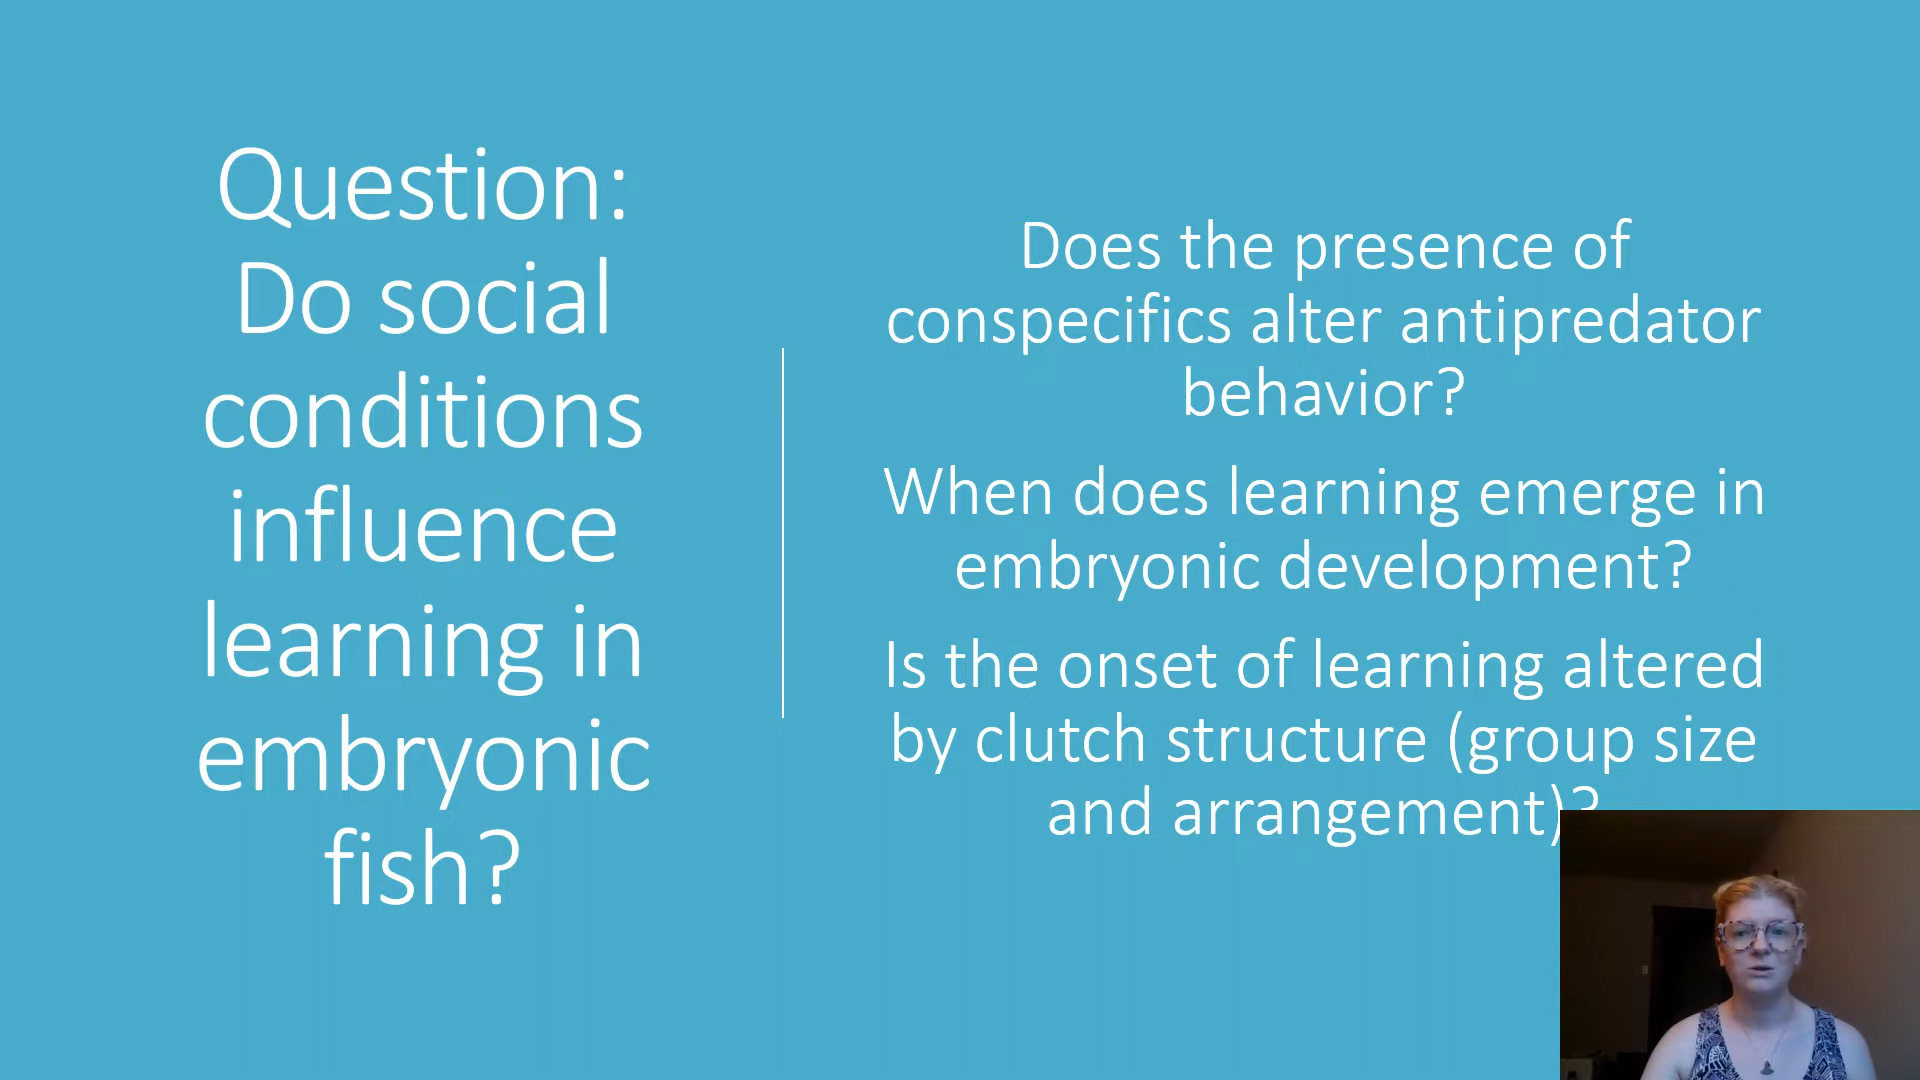 Question:
Do social
conditions
influence
learning in
embryonic
fish?
Does the presence of
conspecifics alter antipredator
behavior?
When does learning emerge in
embryonic development?
Is the onset of learning altered
by clutch structure (group size
and arrangement)?